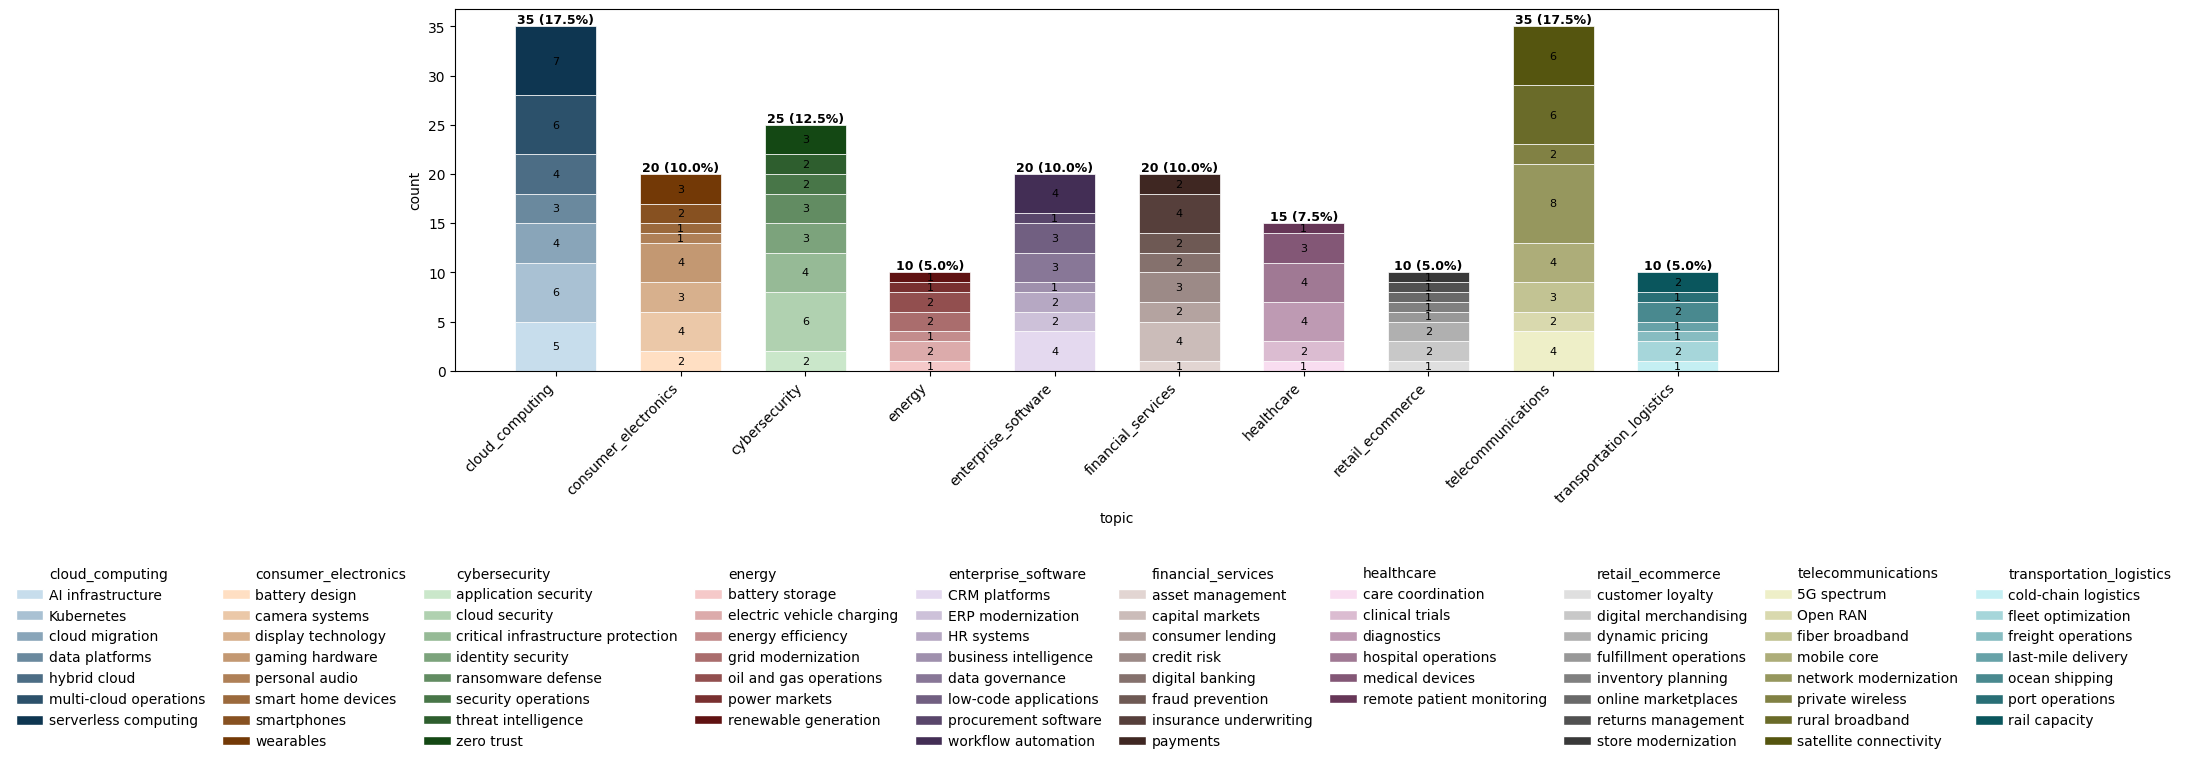 35 (17.5%)
20 (10.0%)
25 (12.5%)
10 (5.0%)
20 (10.0%)
20 (10.0%)
15 (7.5%)
10 (5.0%)
35 (17.5%)
10 (5.0%)
count
35
30
25
20
15
10
5
0
7
6
4
3
4
6
5
3
2
1
1
4
3
4
2
3
2
2
3
3
4
6
2
1
1
2
2
1
2
1
4
1
3
3
1
2
2
4
2
4
2
2
3
2
4
1
1
3
4
4
2
1
1
1
1
1
1
2
2
1
6
6
2
8
4
3
2
4
2
1
2
1
1
2
1
cloud_computing
consumer_electronics
cybersecurity
energy
enterprise_software
financial_services
healthcare
retail_ecommerce
telecommunications
transportation_logistics
topic
cloud_computing
AI infrastructure
Kubernetes
cloud migration
data platforms
hybrid cloud
multi-cloud operations
serverless computing
consumer_electronics
battery design
camera systems
display technology
gaming hardware
personal audio
smart home devices
smartphones
wearables
cybersecurity
application security
cloud security
critical infrastructure protection
identity security
ransomware defense
security operations
threat intelligence
zero trust
energy
battery storage
electric vehicle charging
energy efficiency
grid modernization
oil and gas operations
power markets
renewable generation
enterprise_software
CRM platforms
ERP modernization
HR systems
business intelligence
data governance
low-code applications
procurement software
workflow automation
financial_services
asset management
capital markets
consumer lending
credit risk
digital banking
fraud prevention
insurance underwriting
payments
healthcare
care coordination
clinical trials
diagnostics
hospital operations
medical devices
remote patient monitoring
retail_ecommerce
customer loyalty
digital merchandising
dynamic pricing
fulfillment operations
inventory planning
online marketplaces
returns management
store modernization
telecommunications
5G spectrum
Open RAN
fiber broadband
mobile core
network modernization
private wireless
rural broadband
satellite connectivity
transportation_logistics
cold-chain logistics
fleet optimization
freight operations
last-mile delivery
ocean shipping
port operations
rail capacity